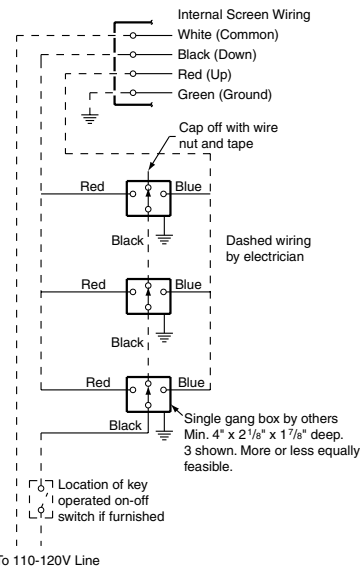 Internal Screen Wiring
White (Common)
Black (Down)
Red (Up)
Green (Ground)
Cap off with wire
nut and tape
Red
Blue
Black
Dashed wiring
by electrician
Red
Blue
Black
Red
Blue
Black
Single gang box by others
Min. 4" x 2 1/8" x 1 7/8" deep.
3 shown. More or less equally
feasible.
Location of key
operated on-off
switch if furnished
To 110-120V Line